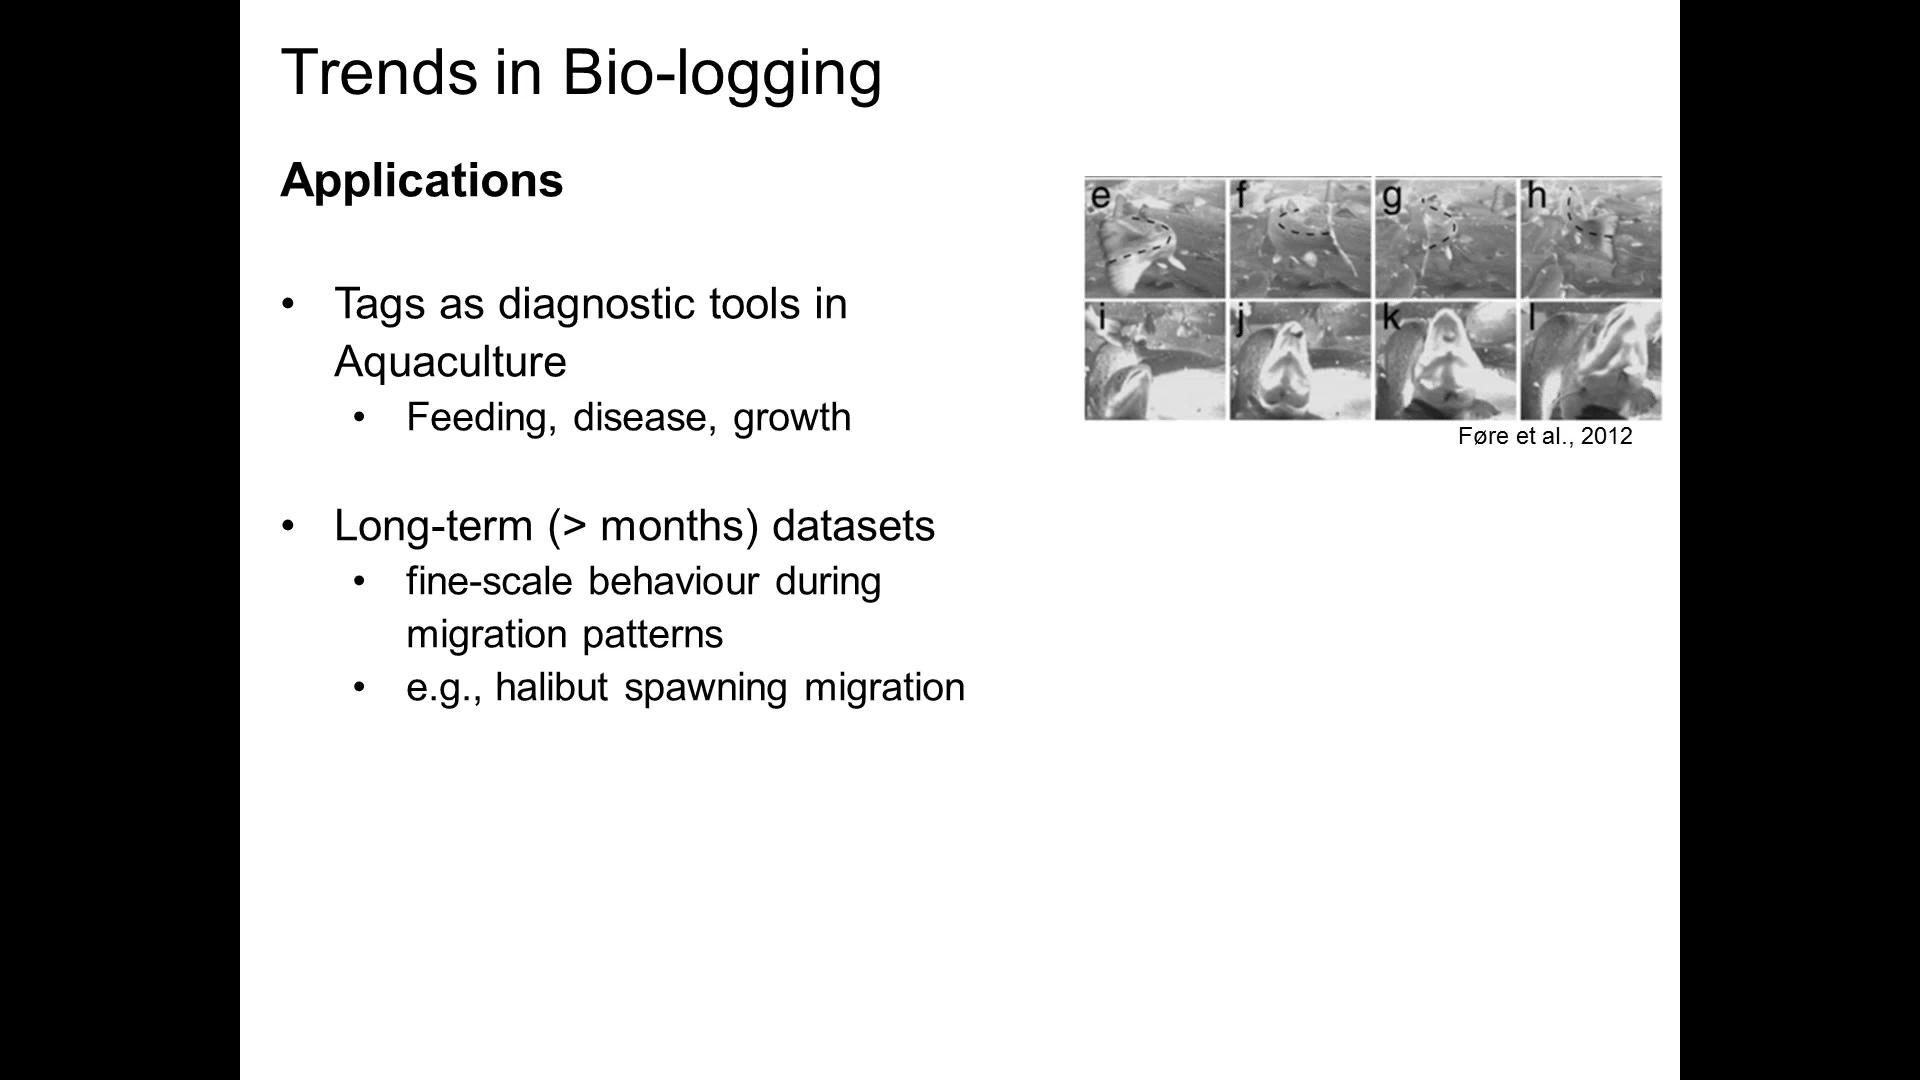 Trends in Bio-logging
Applications
• Tags as diagnostic tools in
Aquaculture
• Feeding, disease, growth
• Long-term (> months) datasets
• fine-scale behaviour during
migration patterns
• e.g., halibut spawning migration
e f g h
i j k l
Føre et al., 2012